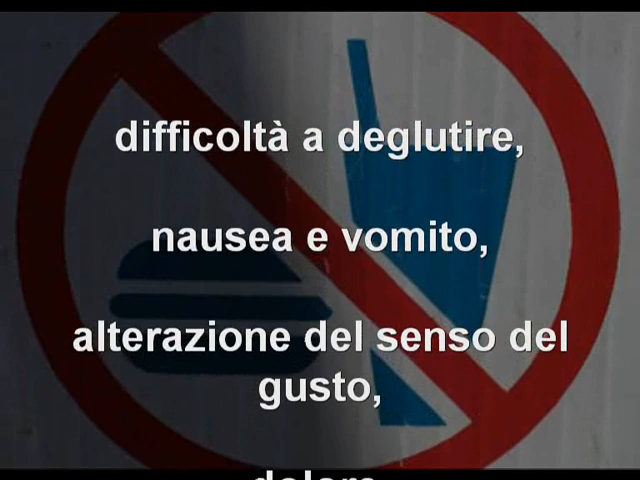 difficoltà a deglutire,
nausea e vomito,
alterazione del senso del
gusto,